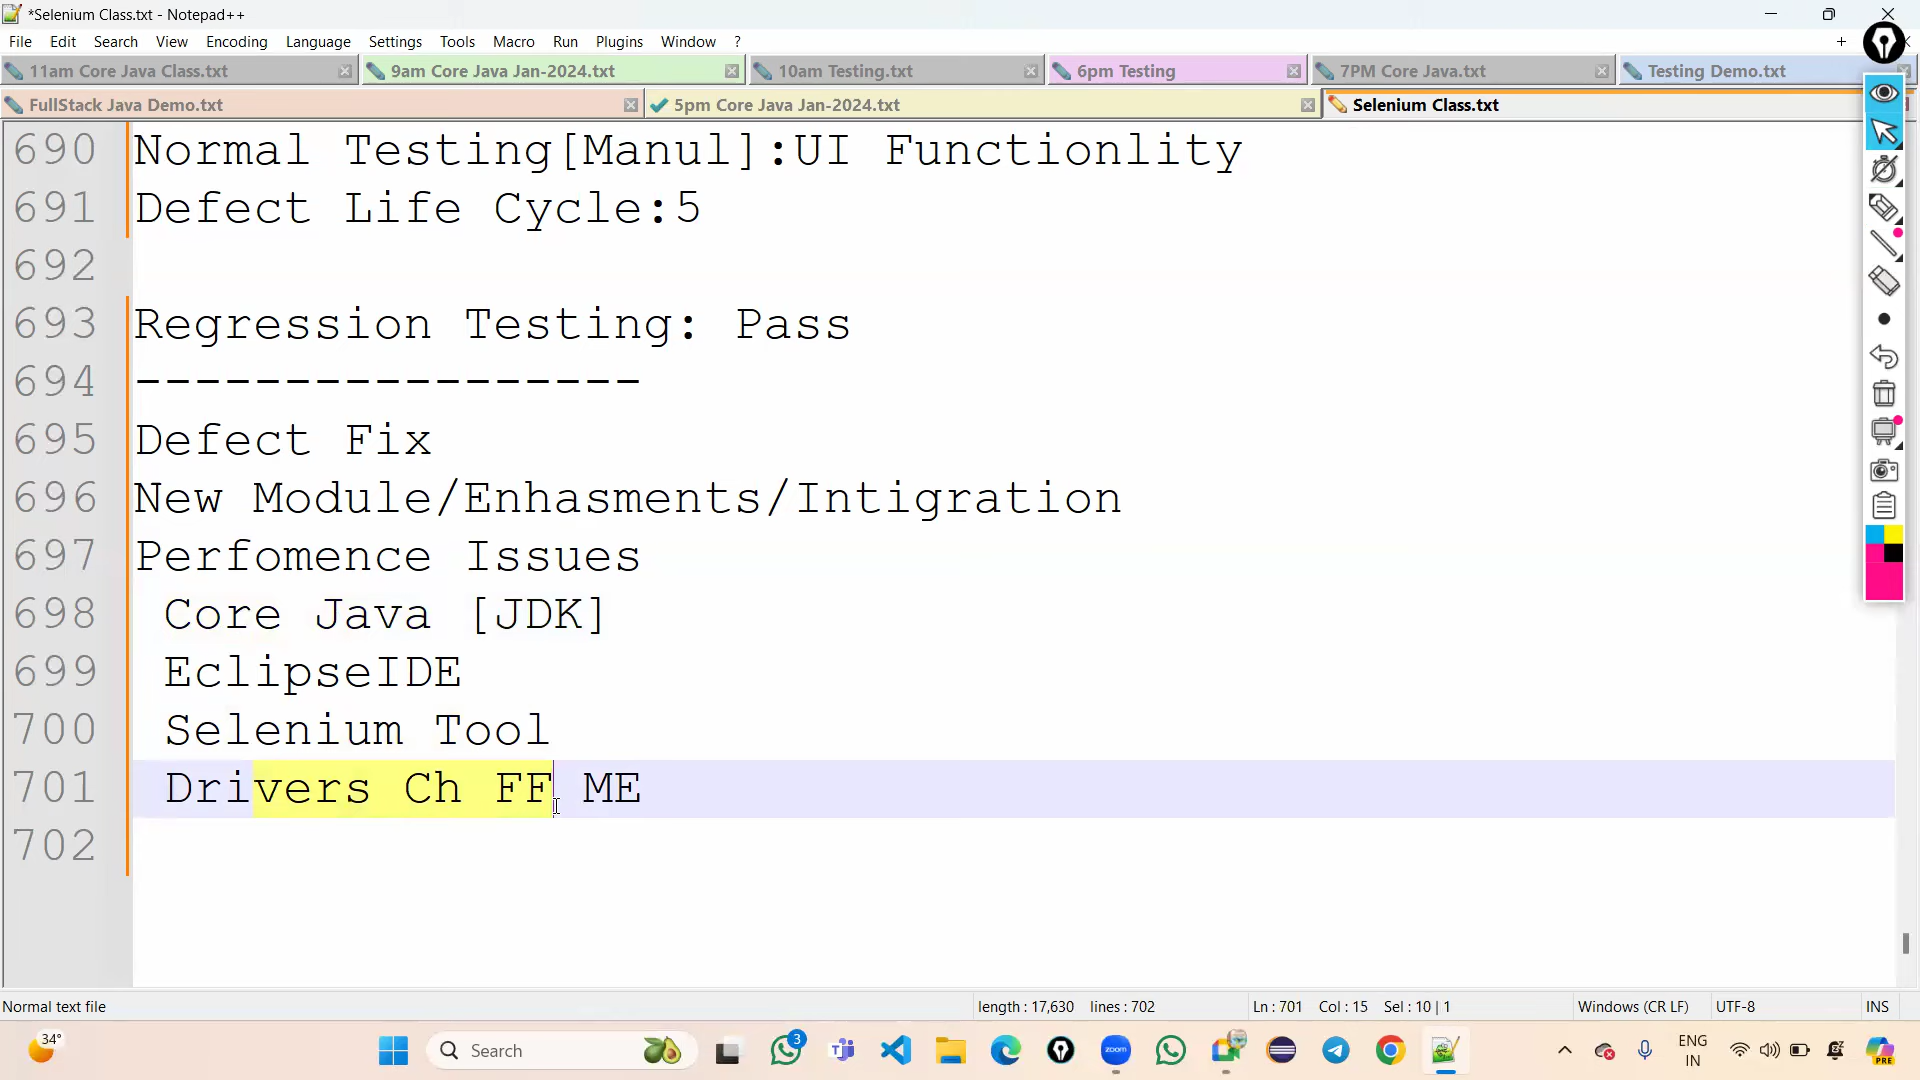 *Selenium Class.txt - Notepad++
File Edit Search View Encoding Language Settings Tools Macro Run Plugins Window ?
11am Core Java Class.txt 9am Core Java Jan-2024.txt 10am Testing.txt 6pm Testing 7PM Core Java.txt Testing Demo.txt
FullStack Java Demo.txt 5pm Core Java Jan-2024.txt Selenium Class.txt
690 Normal Testing[Manul]:UI Functionlity
691 Defect Life Cycle:5
692
693 Regression Testing: Pass
694 -----------------
695 Defect Fix
696 New Module/Enhasments/Intigration
697 Perfomence Issues
698 Core Java [JDK]
699 EclipseIDE
700 Selenium Tool
701 Drivers Ch FF ME
702
Normal text file length : 17,630 lines : 702 Ln : 701 Col : 15 Sel : 10 | 1 Windows (CR LF) UTF-8 INS
34° Search 3 zoom ENG IN PRE